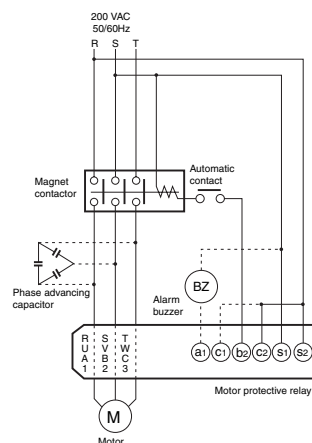 200 VAC
50/60Hz
R S T
Magnet
contactor
Automatic
contact
Phase advancing
capacitor
Alarm
buzzer
BZ
R S T
U V W
A B C
1 2 3
a1 c1 b2 c2 s1 s2
Motor protective relay
M
Motor